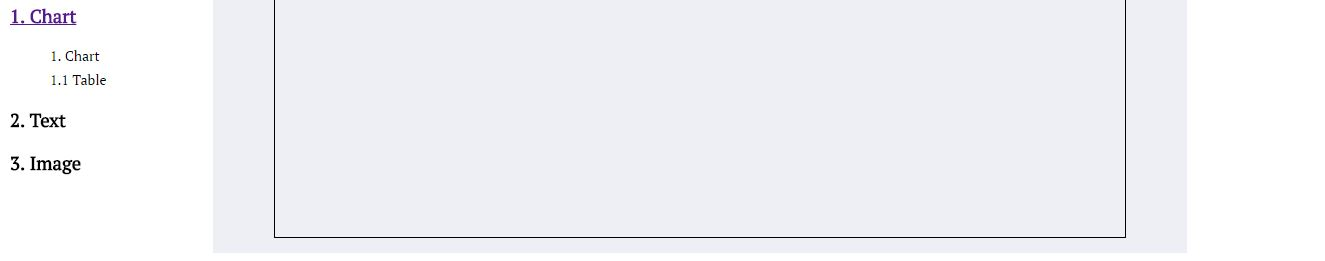 1. Chart
1. Chart
1.1 Table
2. Text
3. Image